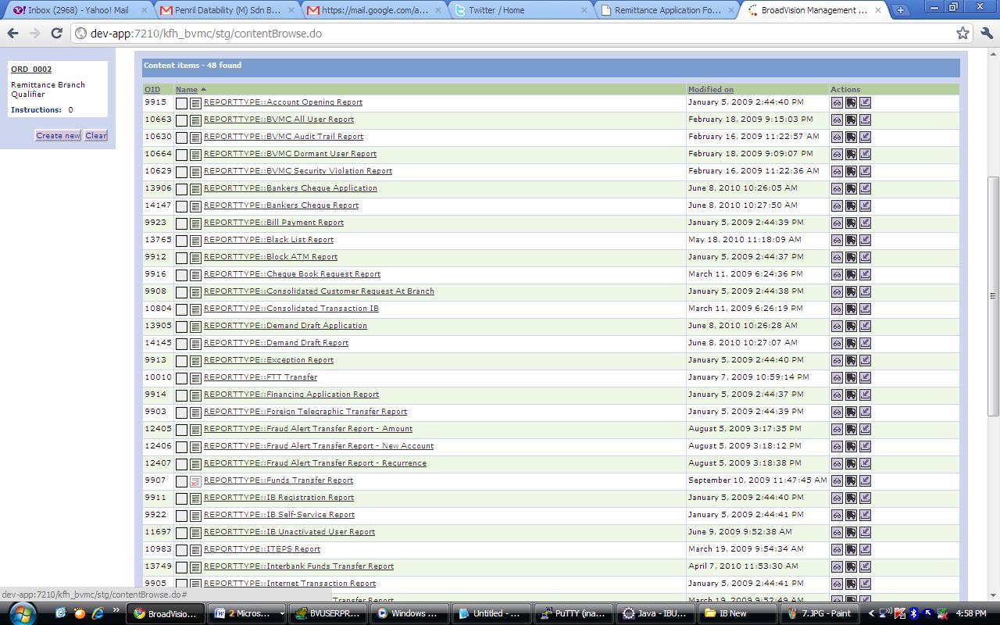 Inbox (2968) - Yahoo! Mail
Penril Datability (M) Sdn B...
https://mail.google.com/a...
Twitter / Home
Remittance Application Fo...
BroadVision Management ...
dev-app:7210/kfh_bvmc/stg/contentBrowse.do
ORD_0002
Remittance Branch
Qualifier
Instructions: 0
Create new Clear
Content items - 48 found
OID Name Modified on Actions
9915 REPORTTYPE::Account Opening Report January 5, 2009 2:44:40 PM
10663 REPORTTYPE::BVMC All User Report February 18, 2009 9:15:03 PM
10630 REPORTTYPE::BVMC Audit Trail Report February 16, 2009 11:22:57 AM
10664 REPORTTYPE::BVMC Dormant User Report February 18, 2009 9:09:07 PM
10629 REPORTTYPE::BVMC Security Violation Report February 16, 2009 11:22:36 AM
13906 REPORTTYPE::Bankers Cheque Application June 8, 2010 10:26:05 AM
14147 REPORTTYPE::Bankers Cheque Report June 8, 2010 10:27:50 AM
9923 REPORTTYPE::Bill Payment Report January 5, 2009 2:44:39 PM
13765 REPORTTYPE::Black List Report May 18, 2010 11:18:09 AM
9912 REPORTTYPE::Block ATM Report January 5, 2009 2:44:37 PM
9916 REPORTTYPE::Cheque Book Request Report March 11, 2009 6:24:36 PM
9908 REPORTTYPE::Consolidated Customer Request At Branch January 5, 2009 2:44:38 PM
10804 REPORTTYPE::Consolidated Transaction IB March 11, 2009 6:26:19 PM
13905 REPORTTYPE::Demand Draft Application June 8, 2010 10:26:28 AM
14145 REPORTTYPE::Demand Draft Report June 8, 2010 10:27:07 AM
9913 REPORTTYPE::Exception Report January 5, 2009 2:44:40 PM
10010 REPORTTYPE::FTT Transfer January 7, 2009 10:59:14 PM
9914 REPORTTYPE::Financing Application Report January 5, 2009 2:44:37 PM
9903 REPORTTYPE::Foreign Telegraphic Transfer Report January 5, 2009 2:44:39 PM
12405 REPORTTYPE::Fraud Alert Transfer Report - Amount August 5, 2009 3:17:35 PM
12406 REPORTTYPE::Fraud Alert Transfer Report - New Account August 5, 2009 3:18:12 PM
12407 REPORTTYPE::Fraud Alert Transfer Report - Recurrence August 5, 2009 3:18:38 PM
9907 REPORTTYPE::Funds Transfer Report September 10, 2009 11:47:45 AM
9911 REPORTTYPE::IB Registration Report January 5, 2009 2:44:40 PM
9922 REPORTTYPE::IB Self-Service Report January 5, 2009 2:44:41 PM
11697 REPORTTYPE::IB Unactivated User Report June 9, 2009 9:52:38 AM
10983 REPORTTYPE::ITEPS Report March 19, 2009 9:54:34 AM
13749 REPORTTYPE::Interbank Funds Transfer Report April 7, 2010 11:53:30 AM
9905 REPORTTYPE::Internet Transaction Report January 5, 2009 2:44:41 PM
Transfer Report March 19, 2009 9:52:49 AM
dev-app:7210/kfh_bvmc/stg/contentBrowse.do#
» BroadVisio... 2 Micros... BVUSERPR... Windows ... Untitled - ... PuTTY (ina... Java - IBU... IB New 7.JPG - Paint 4:58 PM